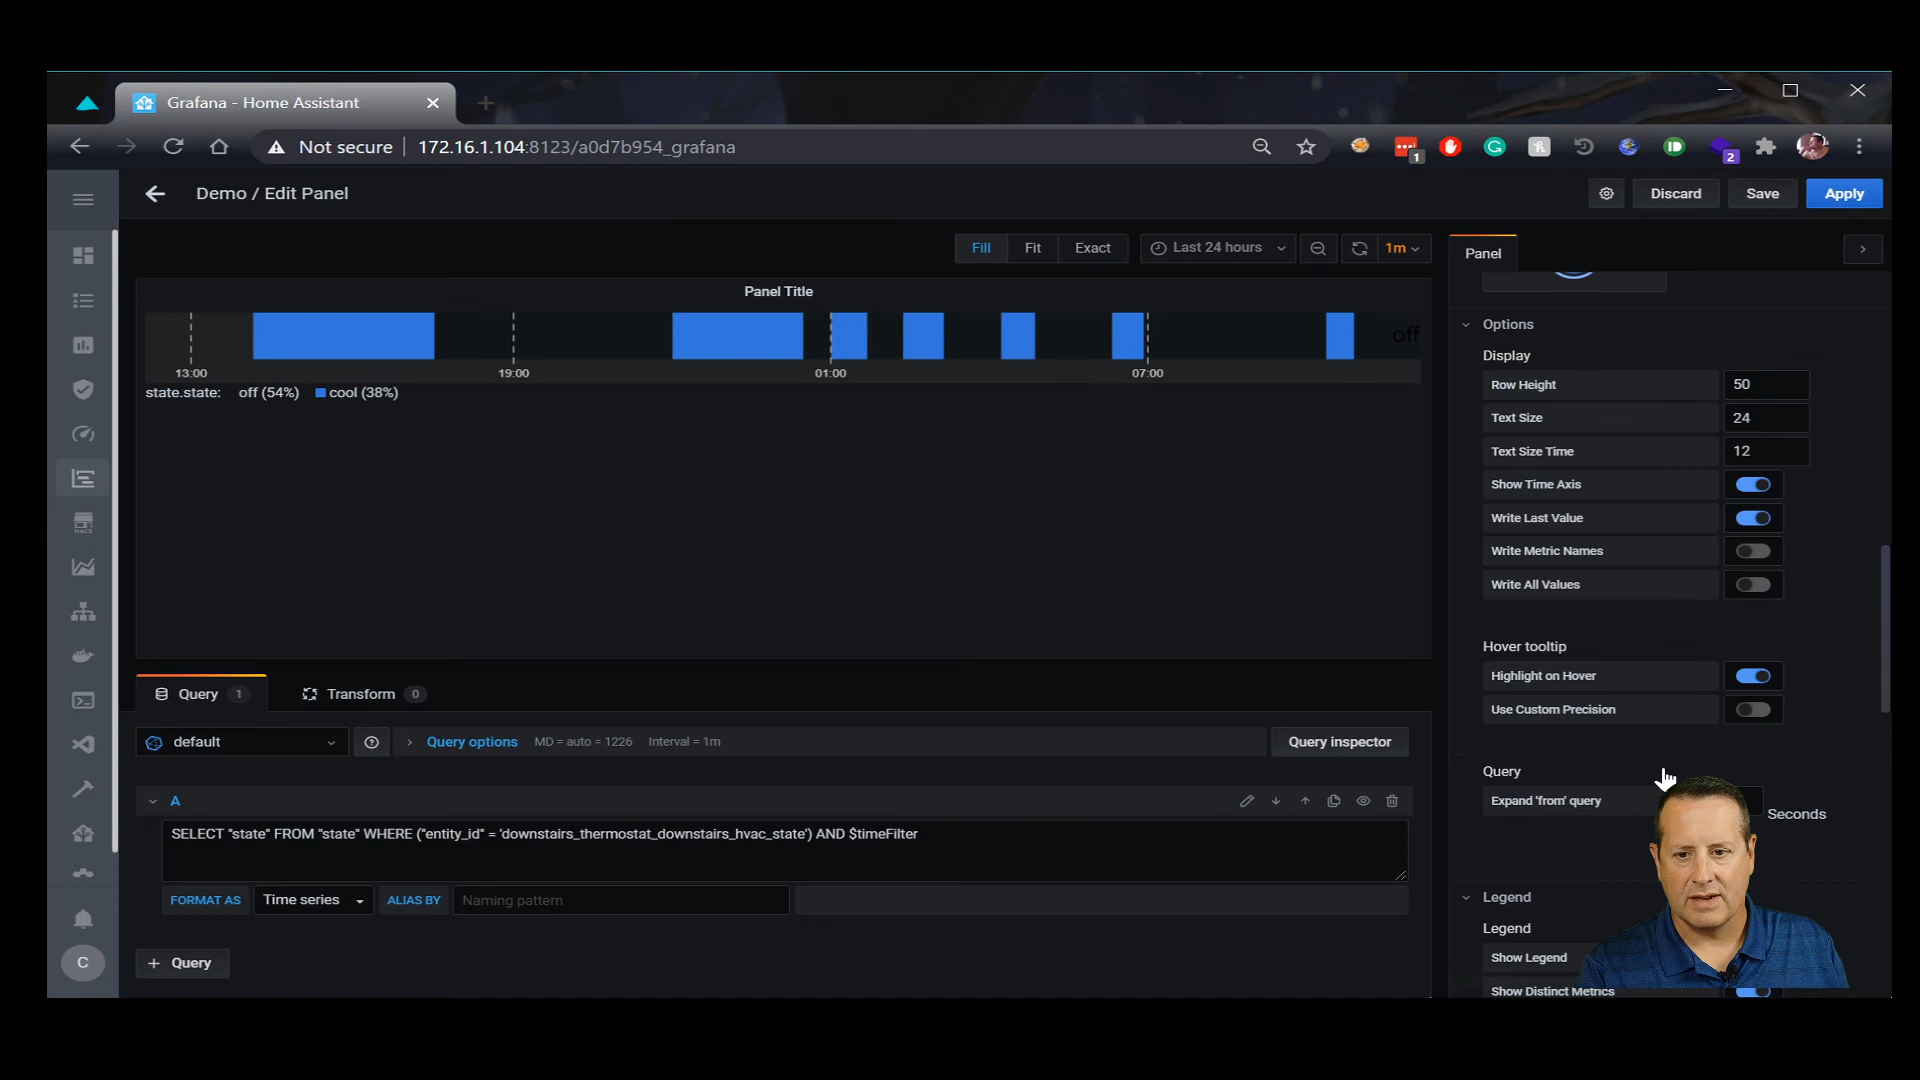 Grafana - Home Assistant
Not secure
172.16.1.104:8123/a0d7b954_grafana
1
2
Demo / Edit Panel
Discard
Save
Apply
Fill
Fit
Exact
Last 24 hours
1m
Panel
Panel Title
off
13:00
19:00
01:00
07:00
state.state:
off (54%)
cool (38%)
Options
Display
Row Height
50
Text Size
24
Text Size Time
12
Show Time Axis
Write Last Value
Write Metric Names
Write All Values
Hover tooltip
Highlight on Hover
Use Custom Precision
Query
Expand 'from' query
Seconds
Legend
Legend
Show Legend
Show Distinct Metrics
HACS
C
Query
1
Transform
0
default
Query options
MD = auto = 1226
Interval = 1m
Query inspector
A
SELECT "state" FROM "state" WHERE ("entity_id" = 'downstairs_thermostat_downstairs_hvac_state') AND $timeFilter
FORMAT AS
Time series
ALIAS BY
Naming pattern
+ Query